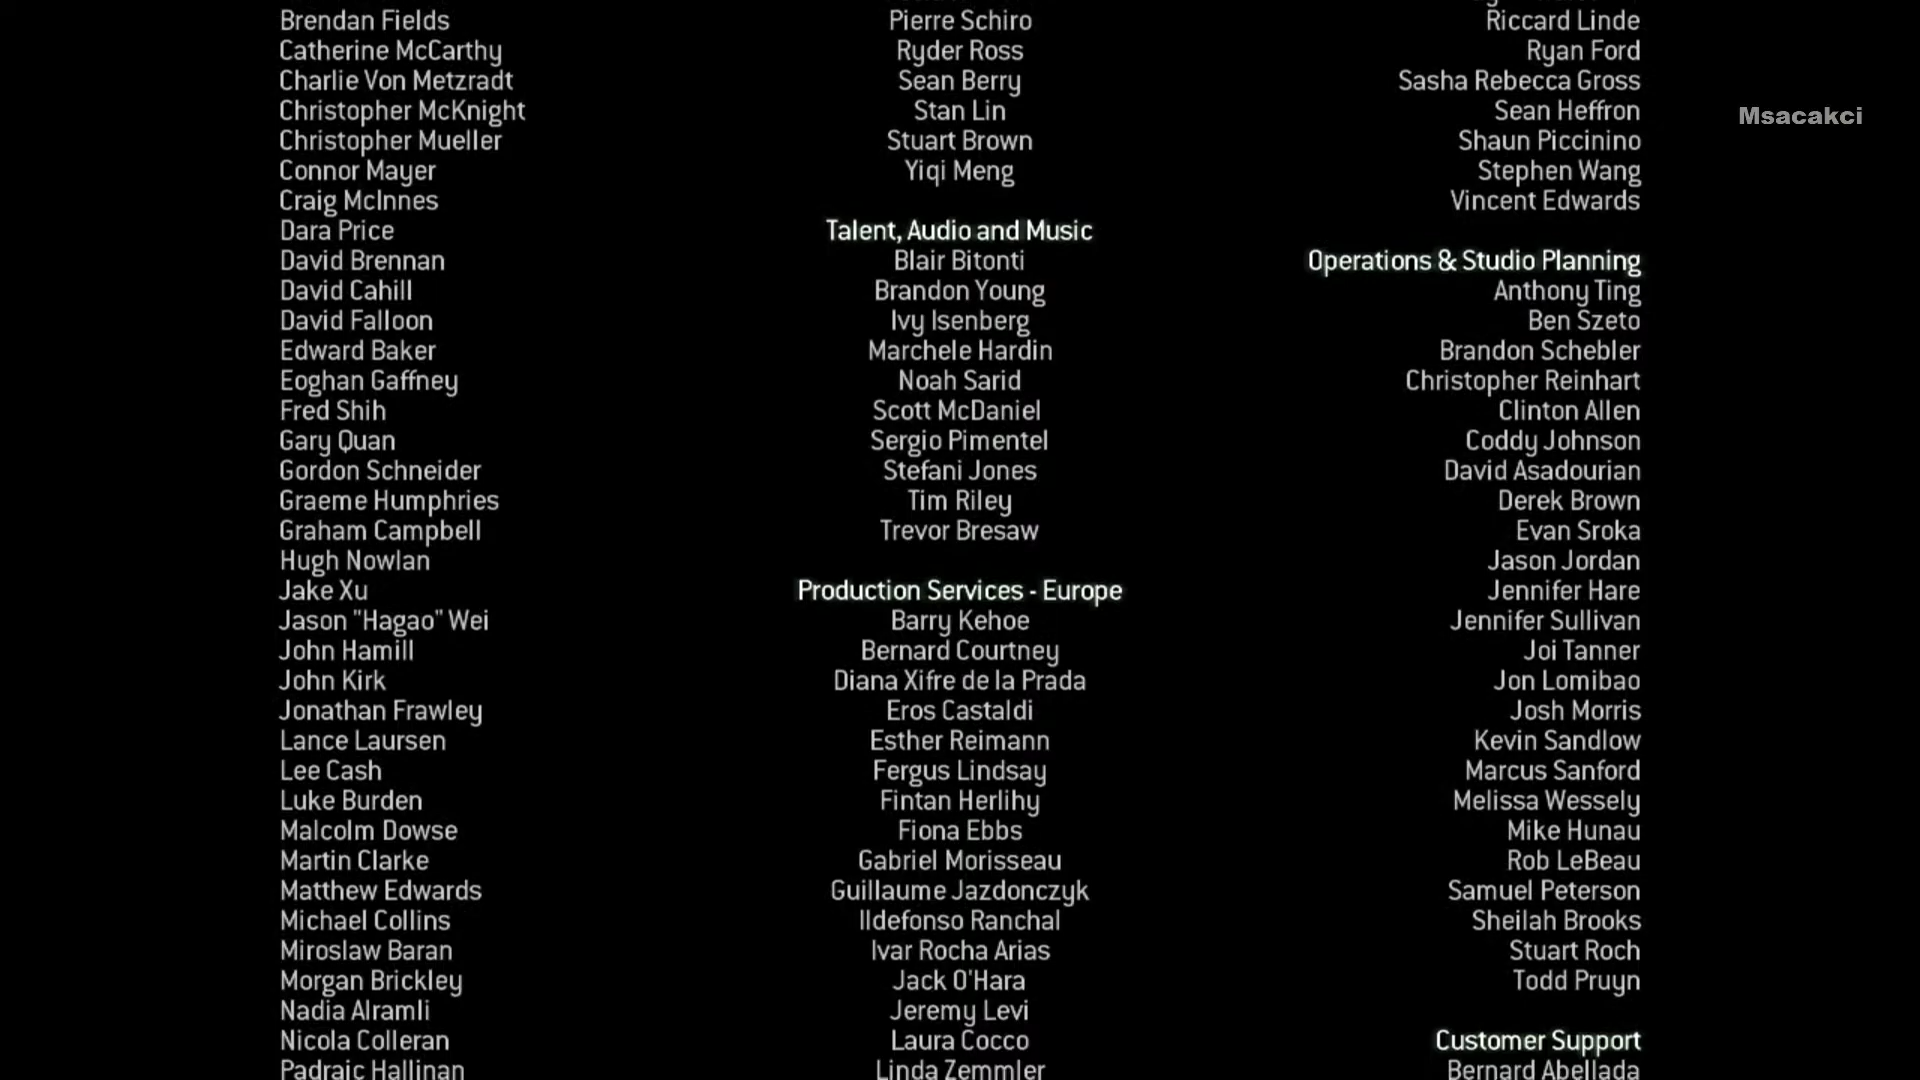 Brendan Fields
Catherine McCarthy
Charlie Von Metzradt
Christopher McKnight
Christopher Mueller
Connor Mayer
Craig McInnes
Dara Price
David Brennan
David Cahill
David Falloon
Edward Baker
Eoghan Gaffney
Fred Shih
Gary Quan
Gordon Schneider
Graeme Humphries
Graham Campbell
Hugh Nowlan
Jake Xu
Jason "Hagao" Wei
John Hamill
John Kirk
Jonathan Frawley
Lance Laursen
Lee Cash
Luke Burden
Malcolm Dowse
Martin Clarke
Matthew Edwards
Michael Collins
Miroslaw Baran
Morgan Brickley
Nadia Alramli
Nicola Colleran
Padraic Hallinan
Pierre Schiro
Ryder Ross
Sean Berry
Stan Lin
Stuart Brown
Yiqi Meng
Talent, Audio and Music
Blair Bitonti
Brandon Young
Ivy Isenberg
Marchele Hardin
Noah Sarid
Scott McDaniel
Sergio Pimentel
Stefani Jones
Tim Riley
Trevor Bresaw
Production Services - Europe
Barry Kehoe
Bernard Courtney
Diana Xifre de la Prada
Eros Castaldi
Esther Reimann
Fergus Lindsay
Fintan Herlihy
Fiona Ebbs
Gabriel Morisseau
Guillaume Jazdonczyk
Ildefonso Ranchal
Ivar Rocha Arias
Jack O'Hara
Jeremy Levi
Laura Cocco
Linda Zemmler
Riccard Linde
Ryan Ford
Sasha Rebecca Gross
Sean Heffron
Shaun Piccinino
Stephen Wang
Vincent Edwards
Operations & Studio Planning
Anthony Ting
Ben Szeto
Brandon Schebler
Christopher Reinhart
Clinton Allen
Coddy Johnson
David Asadourian
Derek Brown
Evan Sroka
Jason Jordan
Jennifer Hare
Jennifer Sullivan
Joi Tanner
Jon Lomibao
Josh Morris
Kevin Sandlow
Marcus Sanford
Melissa Wessely
Mike Hunau
Rob LeBeau
Samuel Peterson
Sheilah Brooks
Stuart Roch
Todd Pruyn
Customer Support
Bernard Abellada
Msacakci